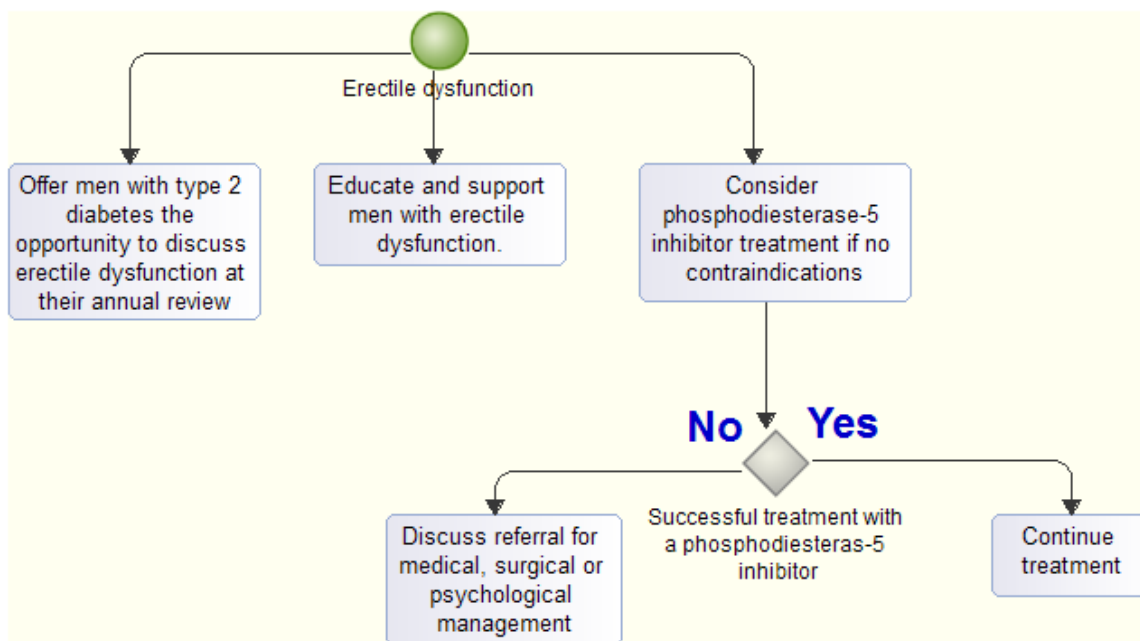 Erectile dysfunction
Offer men with type 2
diabetes the
opportunity to discuss
erectile dysfunction at
their annual review
Educate and support
men with erectile
dysfunction.
Consider
phosphodiesterase-5
inhibitor treatment if no
contraindications
No
Yes
Successful treatment with
a phosphodiesteras-5
inhibitor
Discuss referral for
medical, surgical or
psychological
management
Continue
treatment